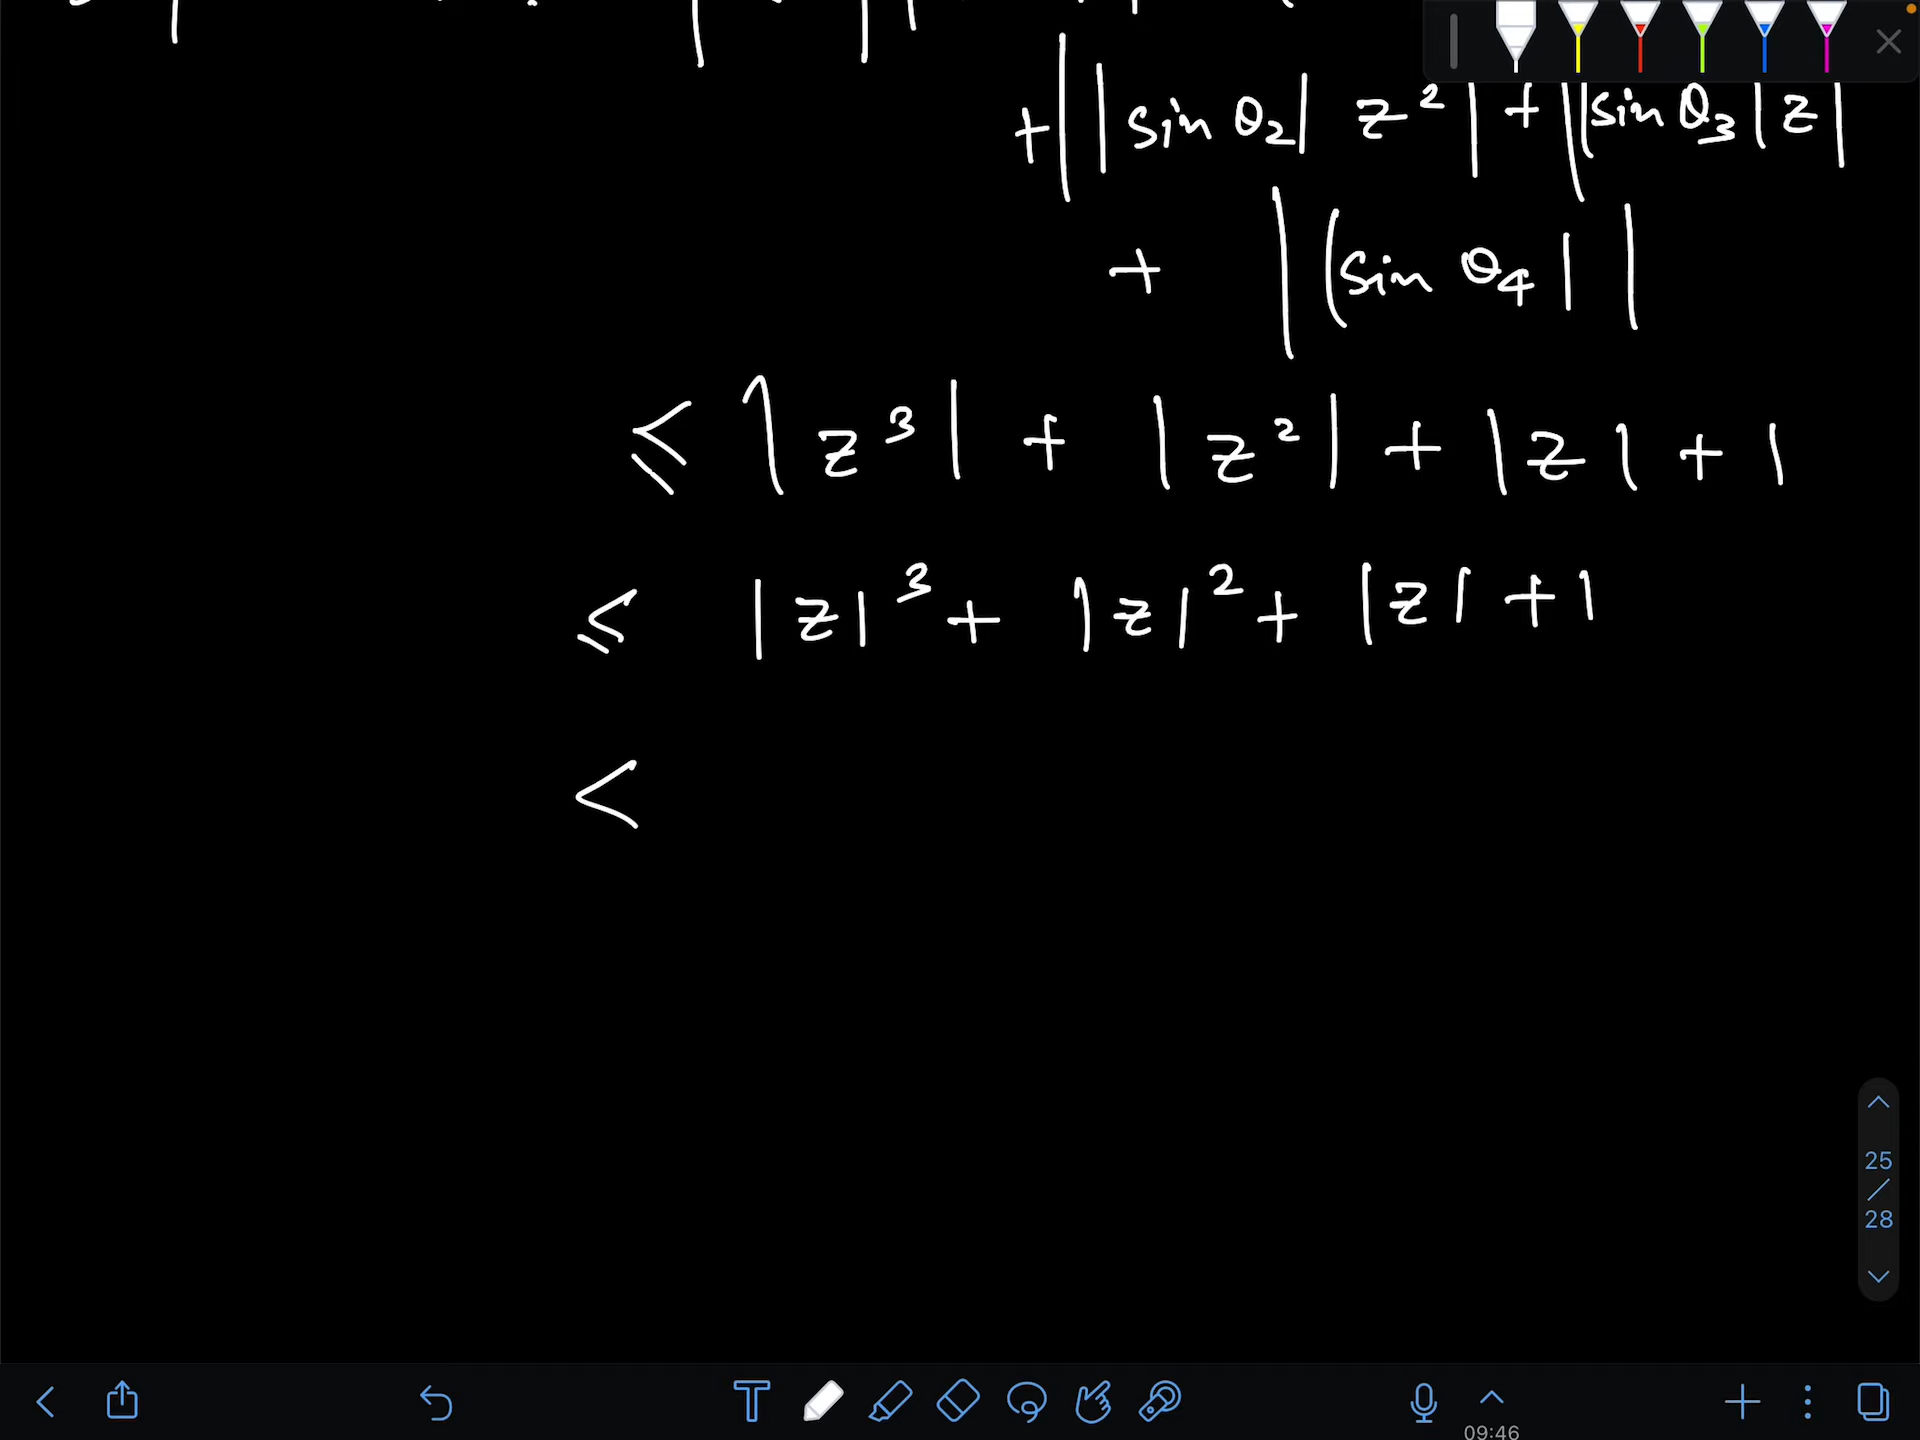 +||sin θ₂| z²| + ||sin θ₃|z|
+ ||sin θ₄||
≤ |z³| + |z²| + |z| + 1
≤ |z|³ + |z|² + |z| + 1
<
25
/
28
T
09:46